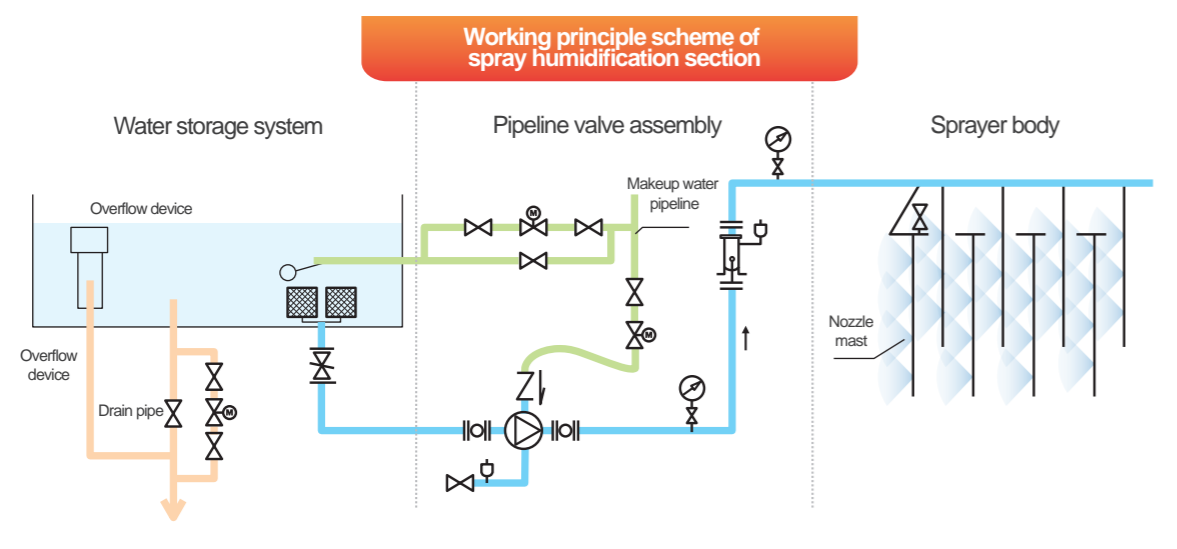 Working principle scheme of
spray humidification section
Water storage system
Pipeline valve assembly
Sprayer body
Overflow device
Makeup water
pipeline
M
M
Nozzle
mast
Overflow
device
Drain pipe
M